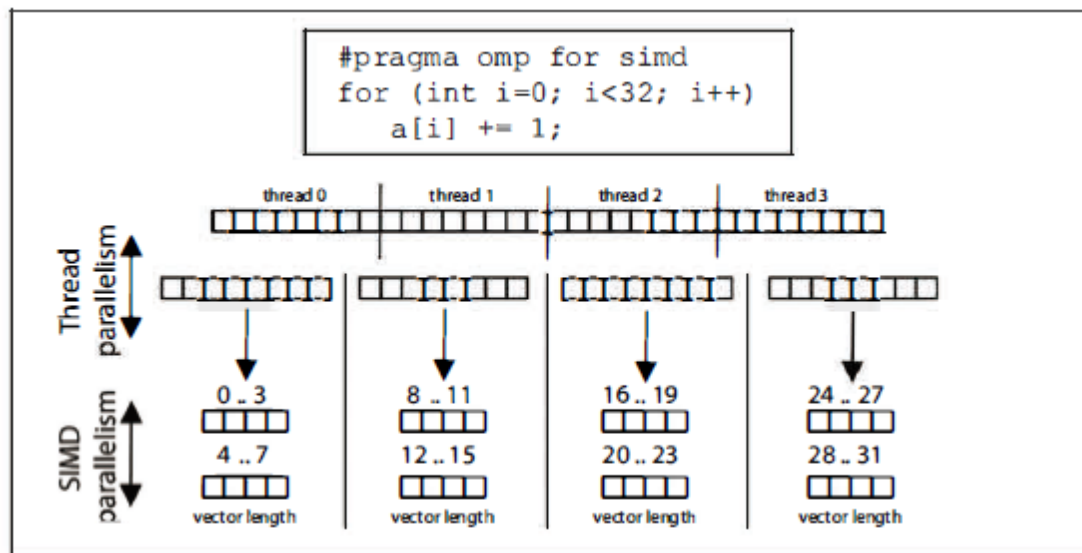 #pragma omp for simd
for (int i=0; i<32; i++)
a[i] += 1;
thread 0 thread 1 thread 2 thread 3
Thread
parallelism
0 .. 3 8 .. 11 16 .. 19 24 .. 27
SIMD
parallelism
4 .. 7 12 .. 15 20 .. 23 28 .. 31
vector length vector length vector length vector length